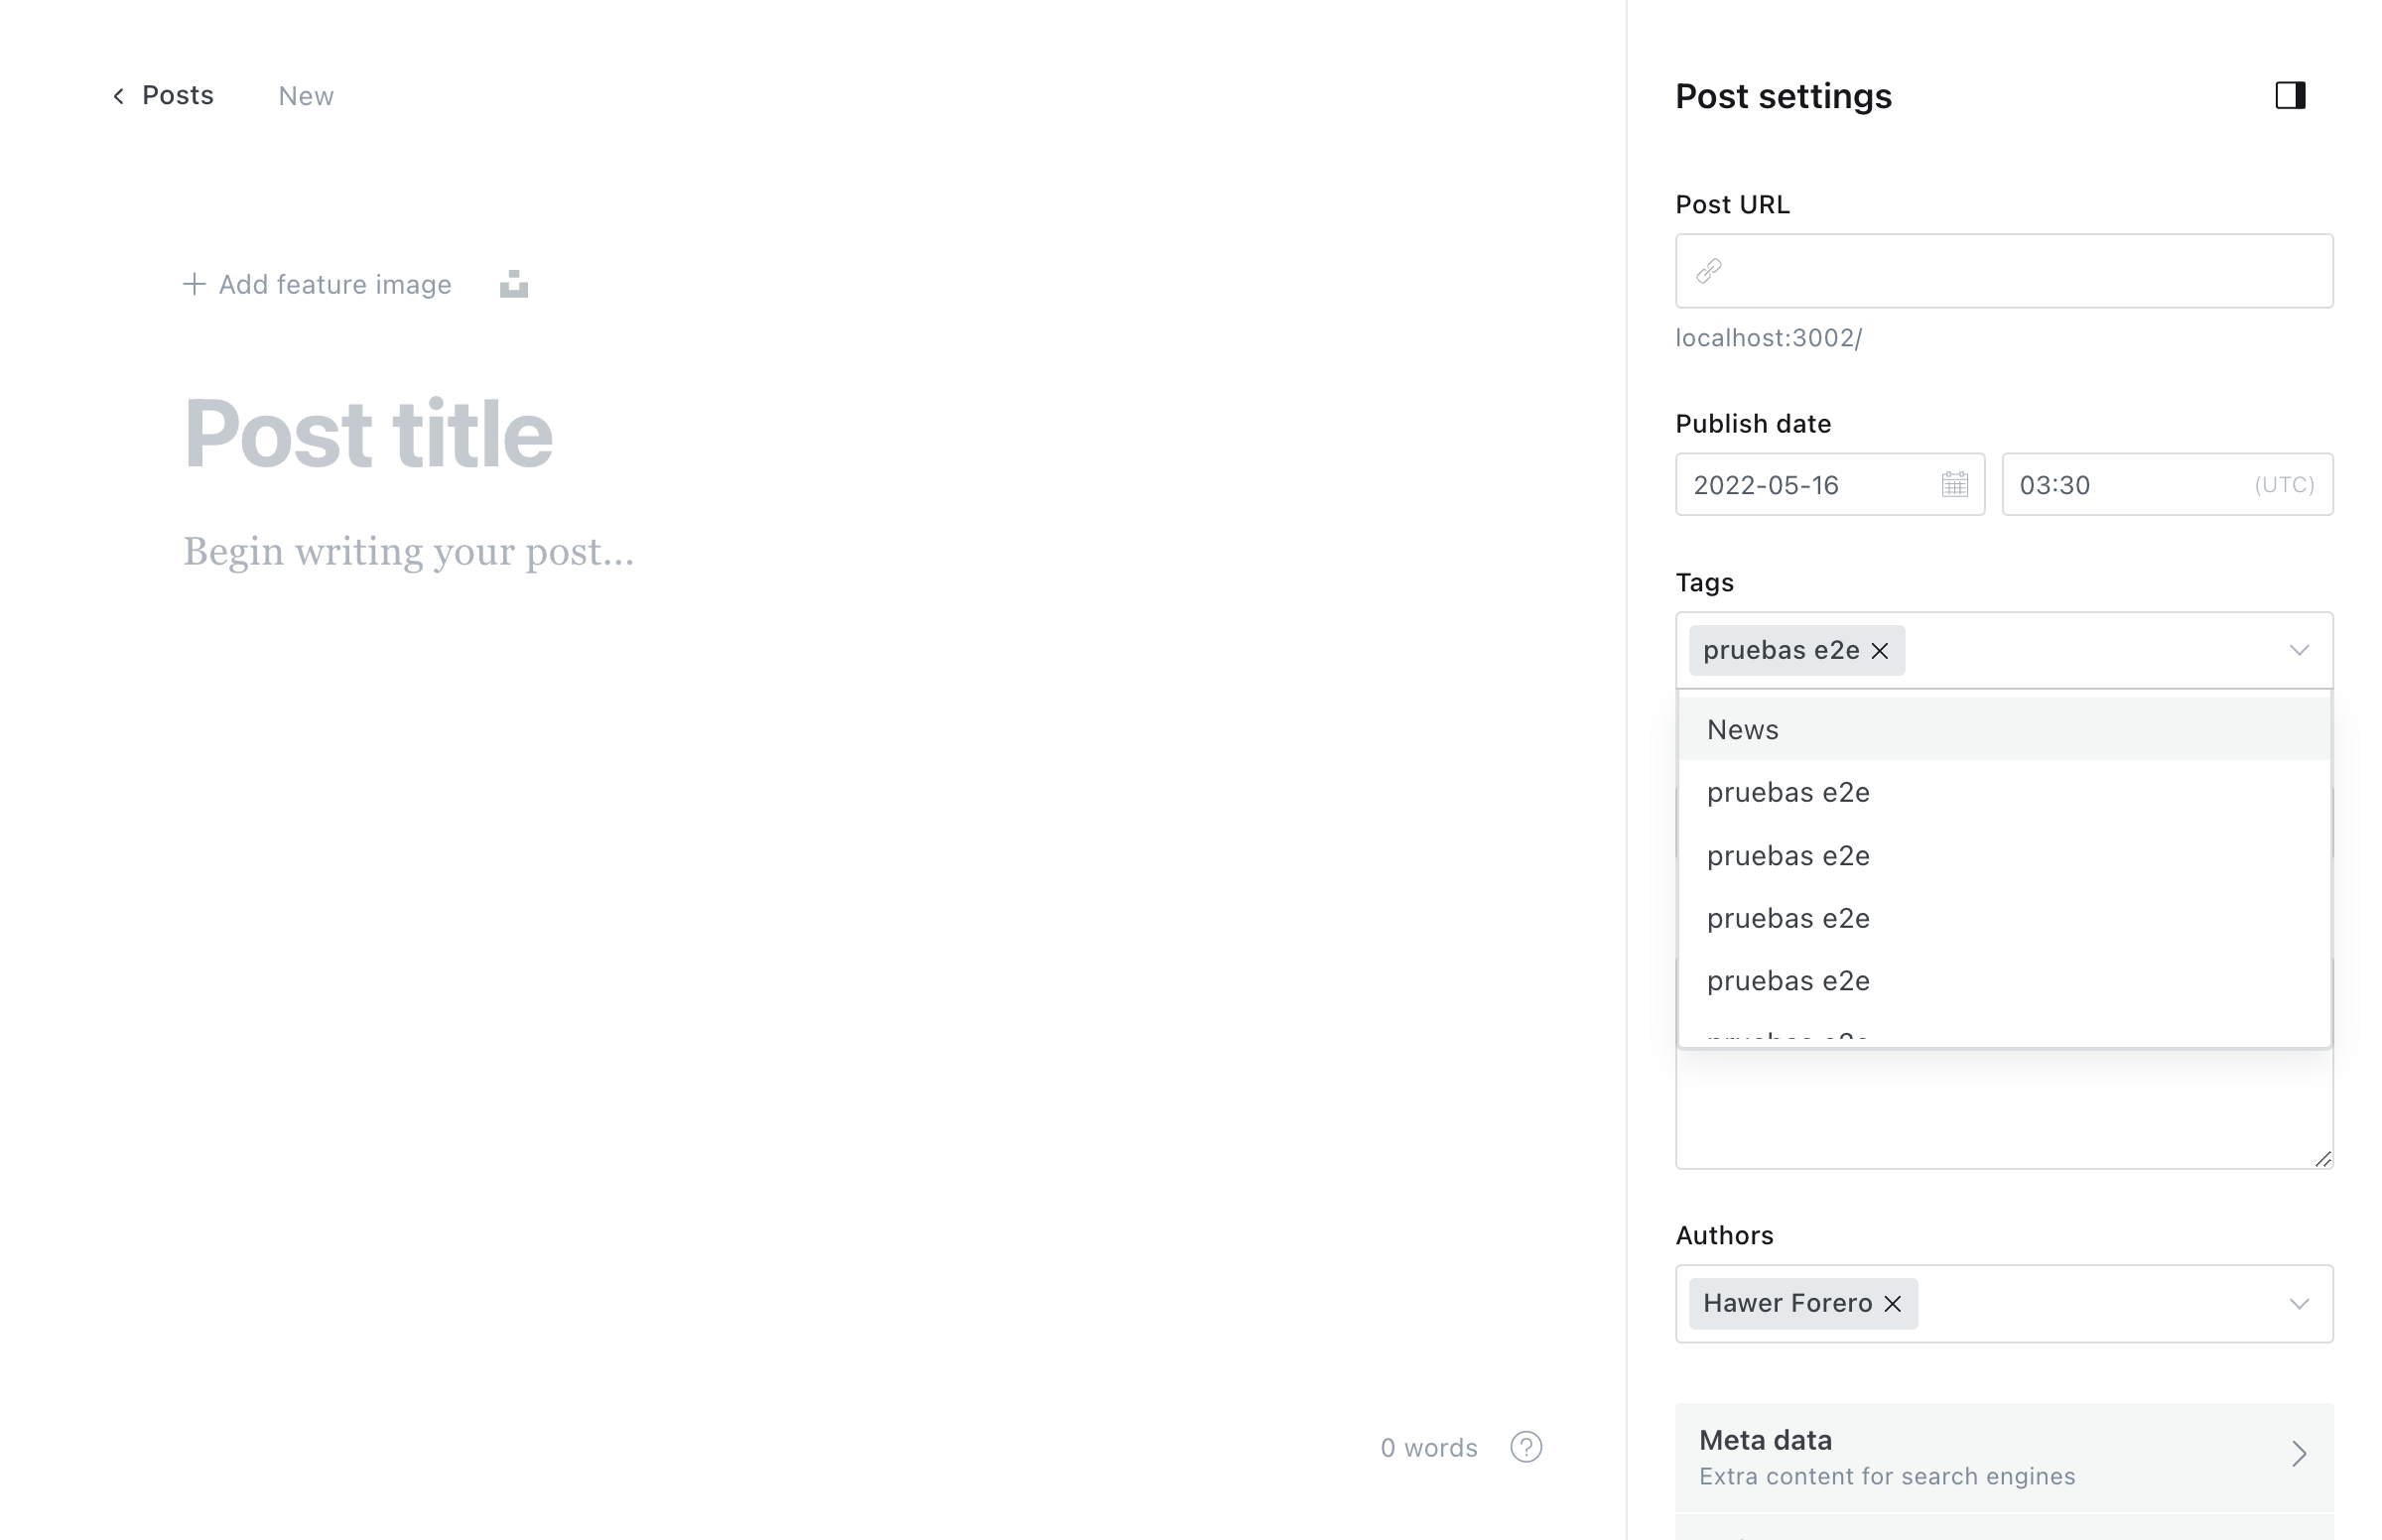 Posts
New
Add feature image
Post title
Begin writing your post...
0 words
?
Post settings
Post URL
localhost:3002/
Publish date
2022-05-16
03:30
(UTC)
Tags
pruebas e2e
News
pruebas e2e
pruebas e2e
pruebas e2e
pruebas e2e
Authors
Hawer Forero
Meta data
Extra content for search engines